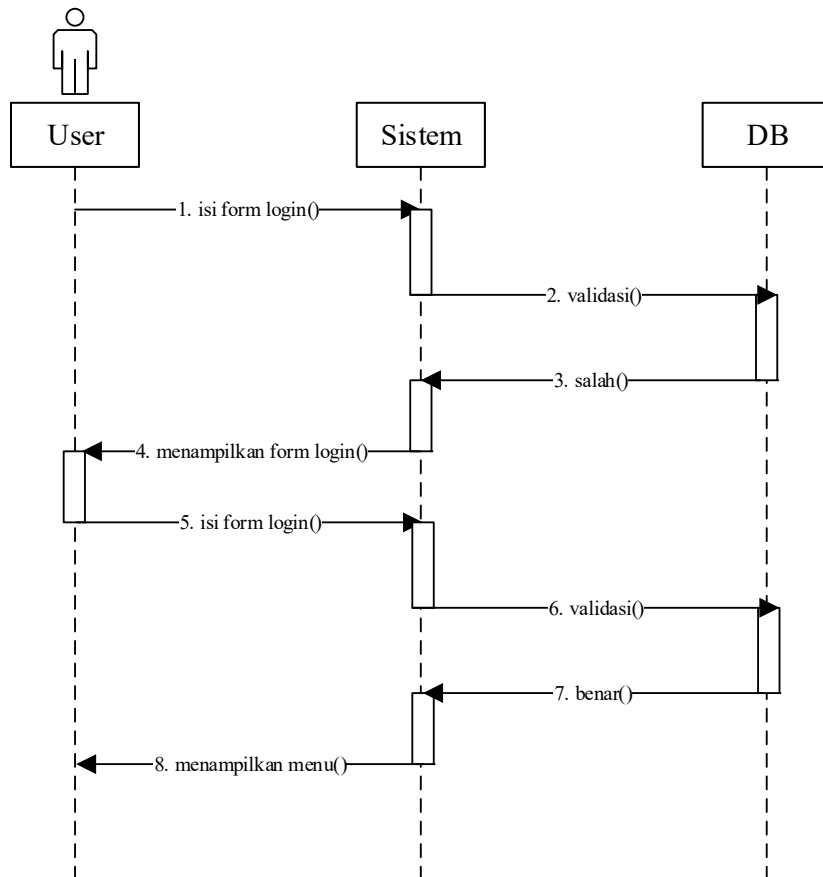 User
Sistem
DB
1. isi form login()
2. validasi()
3. salah()
4. menampilkan form login()
5. isi form login()
6. validasi()
7. benar()
8. menampilkan menu()